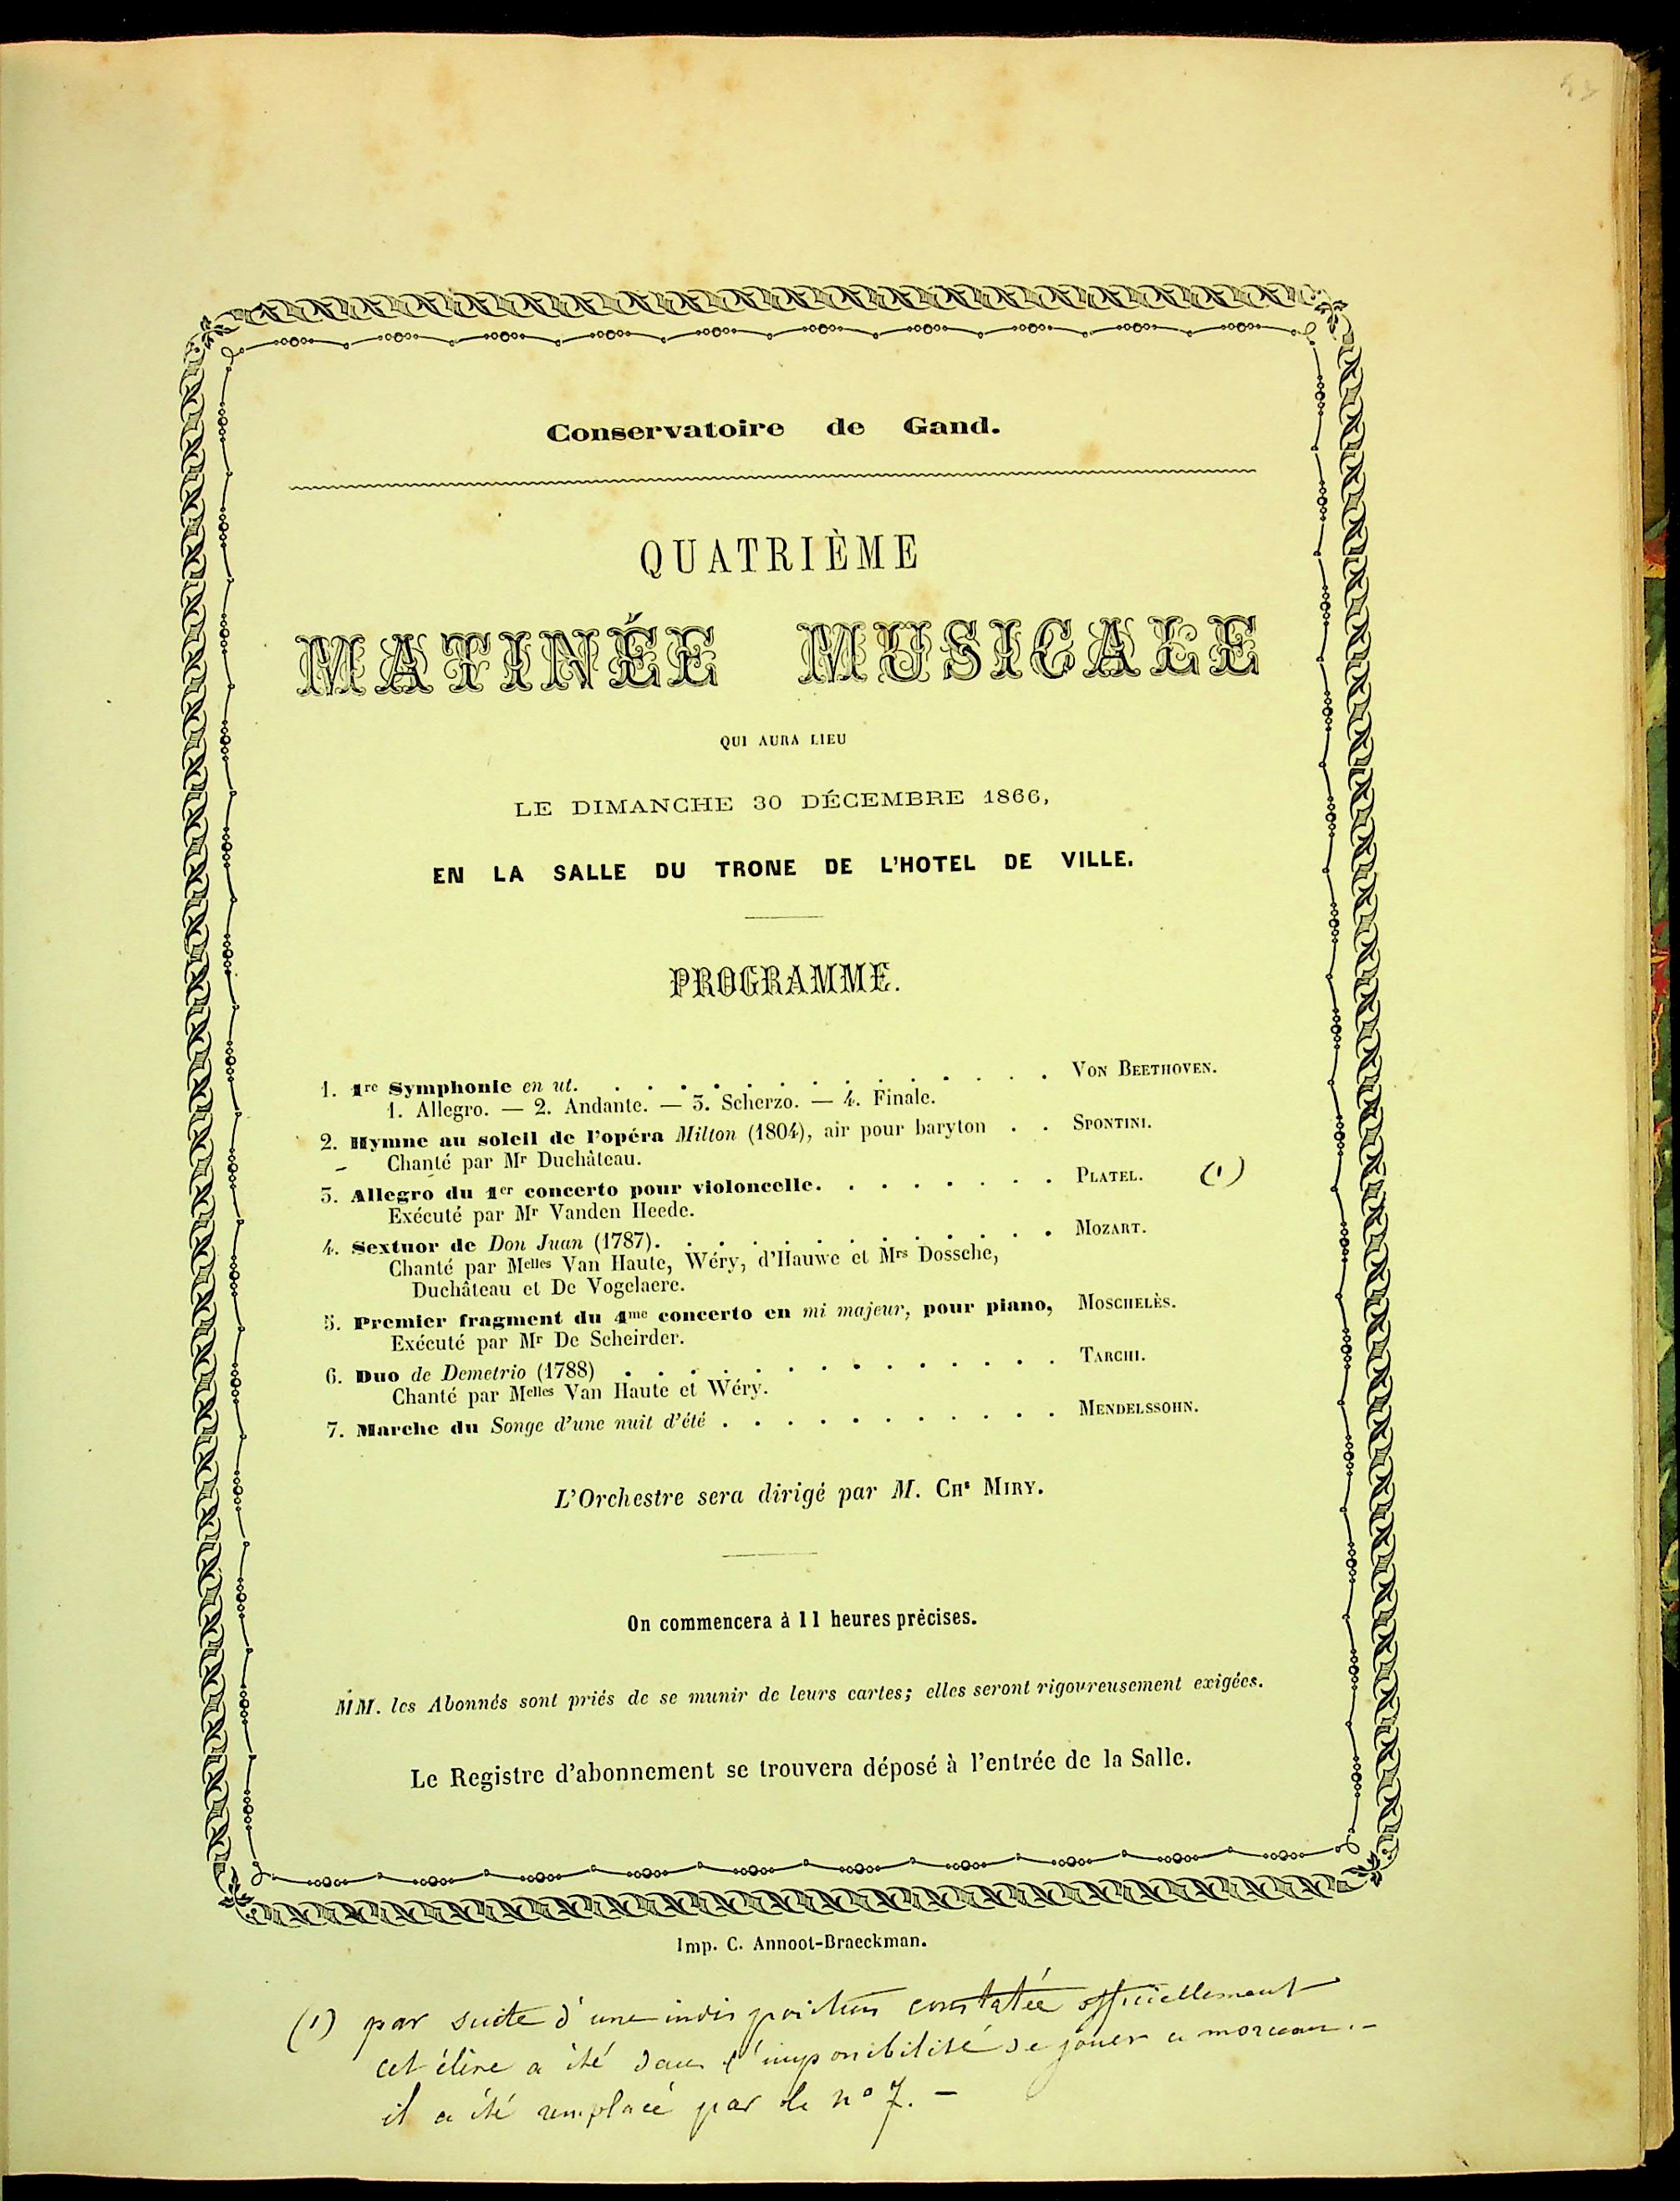 Conservatoire de Gand.
QUATRIÈME
MATINÉE MUSICALE
QUI AURA LIEU
LE DIMANCHE 30 DÉCEMBRE 1866,
EN LA SALLE DU TRONE DE L'HOTEL DE VILLE.
PROGRAMME.
1. 1re Symphonie en ut. . . . . . . . . . . . . . . Von Beethoven.
1. Allegro. — 2. Andante. — 3. Scherzo. — 4. Finale.
2. Hymne au soleil de l'opéra Milton (1804), air pour baryton . . Spontini.
Chanté par Mr Duchâteau.
3. Allegro du 1er concerto pour violoncelle. . . . . . . . Platel. (1)
Exécuté par Mr Vanden Heede.
4. Sextuor de Don Juan (1787). . . . . . . . . . . . . Mozart.
Chanté par Melles Van Haute, Wéry, d'Hauwe et Mrs Dossche,
Duchâteau et De Vogelaere.
5. Premier fragment du 4me concerto en mi majeur, pour piano, Moschelès.
Exécuté par Mr De Scheirder.
6. Duo de Demetrio (1788) . . . . . . . . . . . . . . Tarchi.
Chanté par Melles Van Haute et Wéry.
7. Marche du Songe d'une nuit d'été . . . . . . . . . . . Mendelssohn.
L'Orchestre sera dirigé par M. Chs Miry.
On commencera à 11 heures précises.
MM. les Abonnés sont priés de se munir de leurs cartes; elles seront rigoureusement exigées.
Le Registre d'abonnement se trouvera déposé à l'entrée de la Salle.
Imp. C. Annoot-Braeckman.
(1) par suite d'une indisposition constatée officiellement
cet élève a été dans l'impossibilité de jouer ce morceau. -
il a été remplacé par le n° 7. -